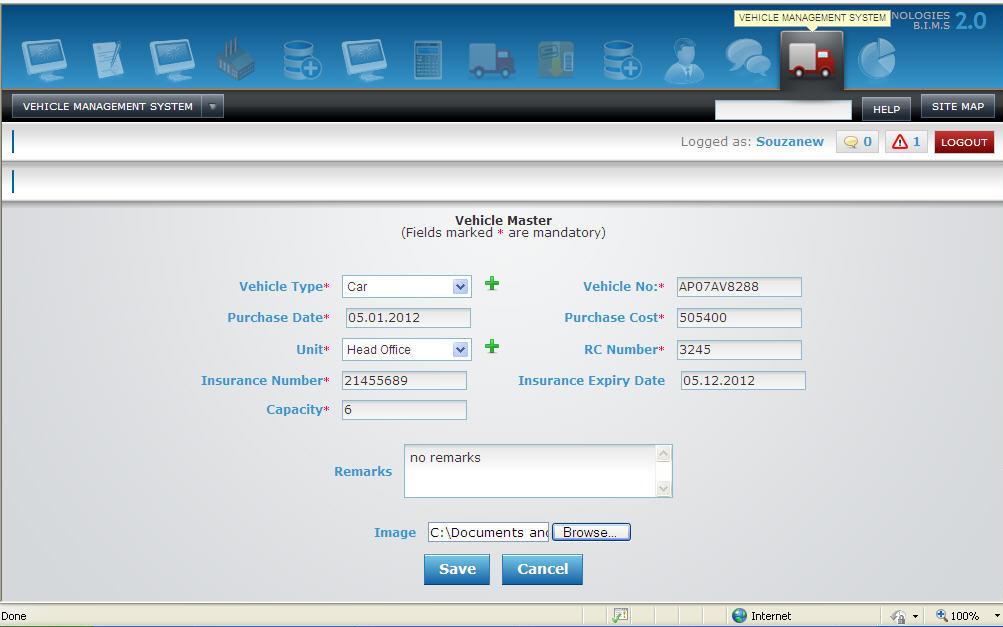 VEHICLE MANAGEMENT SYSTEM
NOLOGIES
B.I.M.S 2.0
VEHICLE MANAGEMENT SYSTEM
HELP
SITE MAP
Logged as: Souzanew
0
1
LOGOUT
Vehicle Master
(Fields marked * are mandatory)
Vehicle Type* Car
Vehicle No:* AP07AV8288
Purchase Date* 05.01.2012
Purchase Cost* 505400
Unit* Head Office
RC Number* 3245
Insurance Number* 21455689
Insurance Expiry Date 05.12.2012
Capacity* 6
Remarks no remarks
Image C:\Documents and Browse...
Save Cancel
Done Internet 100%